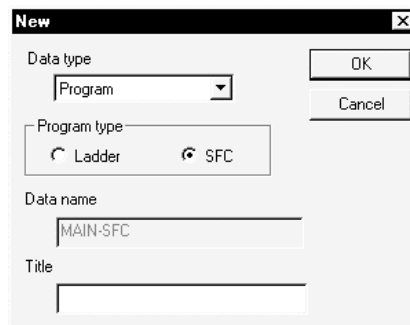 New
Data type
OK
Program
Cancel
Program type
Ladder
SFC
Data name
MAIN-SFC
Title